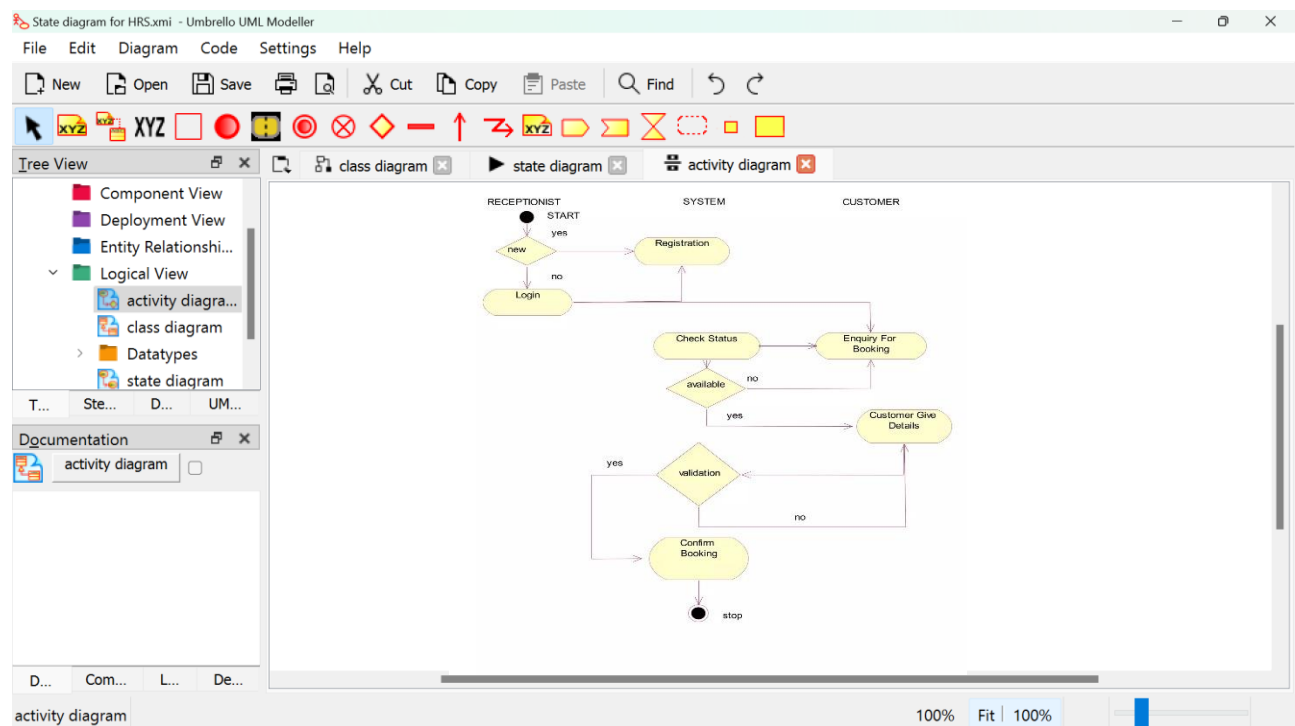 State diagram for HRS.xmi - Umbrello UML Modeller
File Edit Diagram Code Settings Help
New Open Save Cut Copy Paste Find
XYZ XYZ XYZ XYZ
Tree View
class diagram state diagram activity diagram
Component View
Deployment View
Entity Relationshi...
Logical View
activity diagra...
class diagram
Datatypes
state diagram
T... Ste... D... UM...
Documentation
activity diagram
D... Com... L... De...
RECEPTIONIST SYSTEM CUSTOMER
START
yes
new
Registration
no
Login
Check Status
Enquiry For
Booking
available
no
yes
Customer Give
Details
yes
validation
no
Confirm
Booking
stop
activity diagram
100% Fit 100%